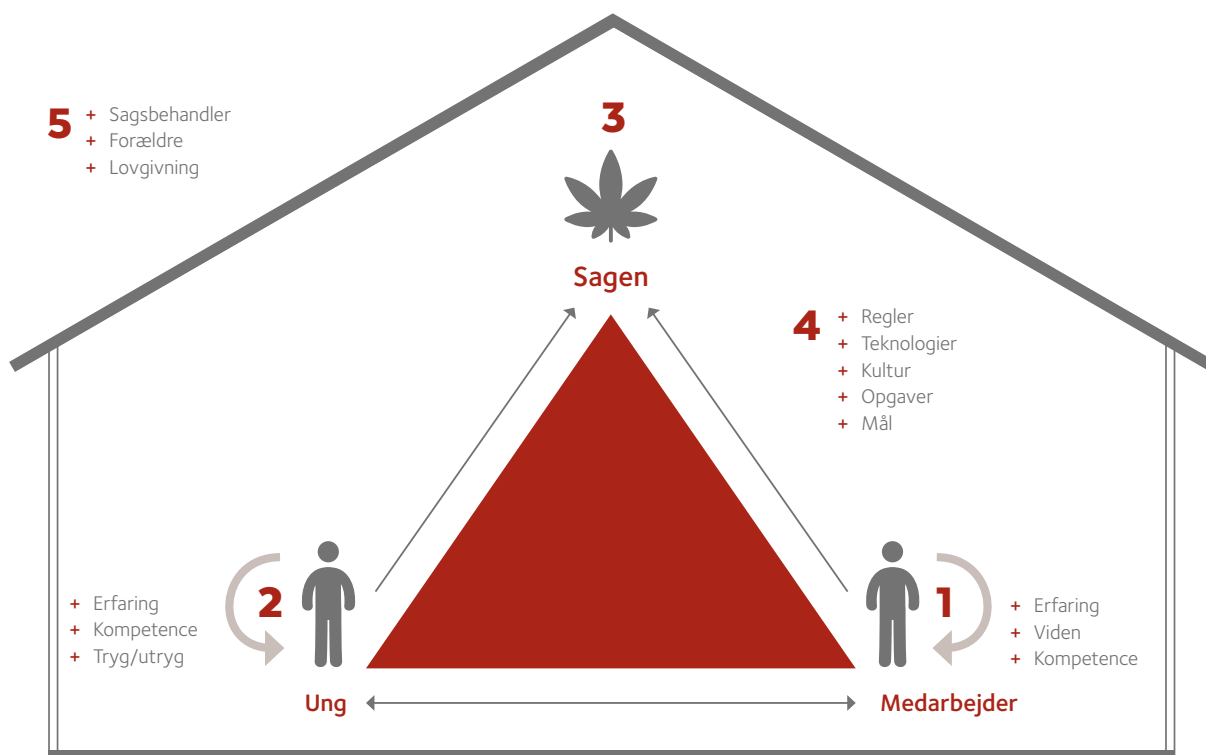 5
+ Sagsbehandler
+ Forældre
+ Lovgivning
3
Sagen
4
+ Regler
+ Teknologier
+ Kultur
+ Opgaver
+ Mål
2
+ Erfaring
+ Kompetence
+ Tryg/utryg
1
+ Erfaring
+ Viden
+ Kompetence
Ung
Medarbejder